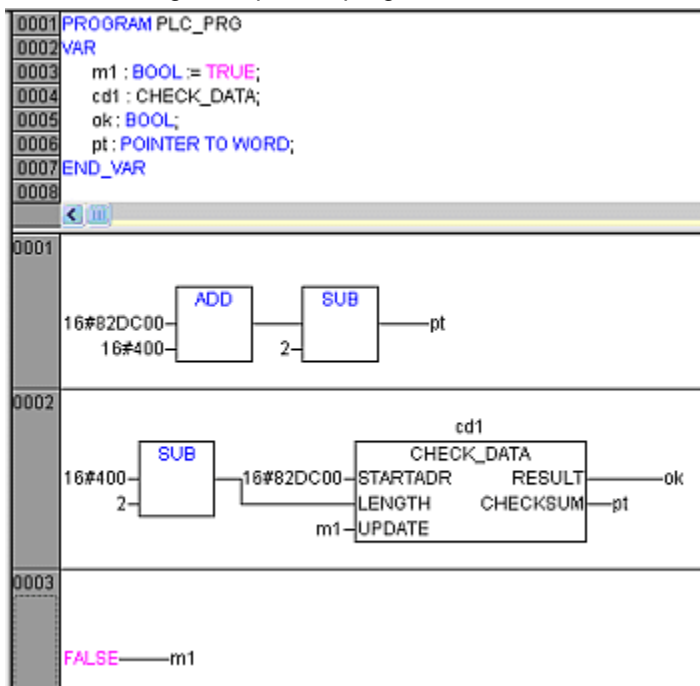 0001 PROGRAM PLC_PRG
0002 VAR
0003 m1 : BOOL := TRUE;
0004 cd1 : CHECK_DATA;
0005 ok : BOOL;
0006 pt : POINTER TO WORD;
0007 END_VAR
0008
0001
ADD SUB
16#82DC00 pt
16#400 2
0002
cd1
SUB CHECK_DATA
16#400 16#82DC00 STARTADR RESULT ok
2 LENGTH CHECKSUM pt
m1 UPDATE
0003
FALSE m1